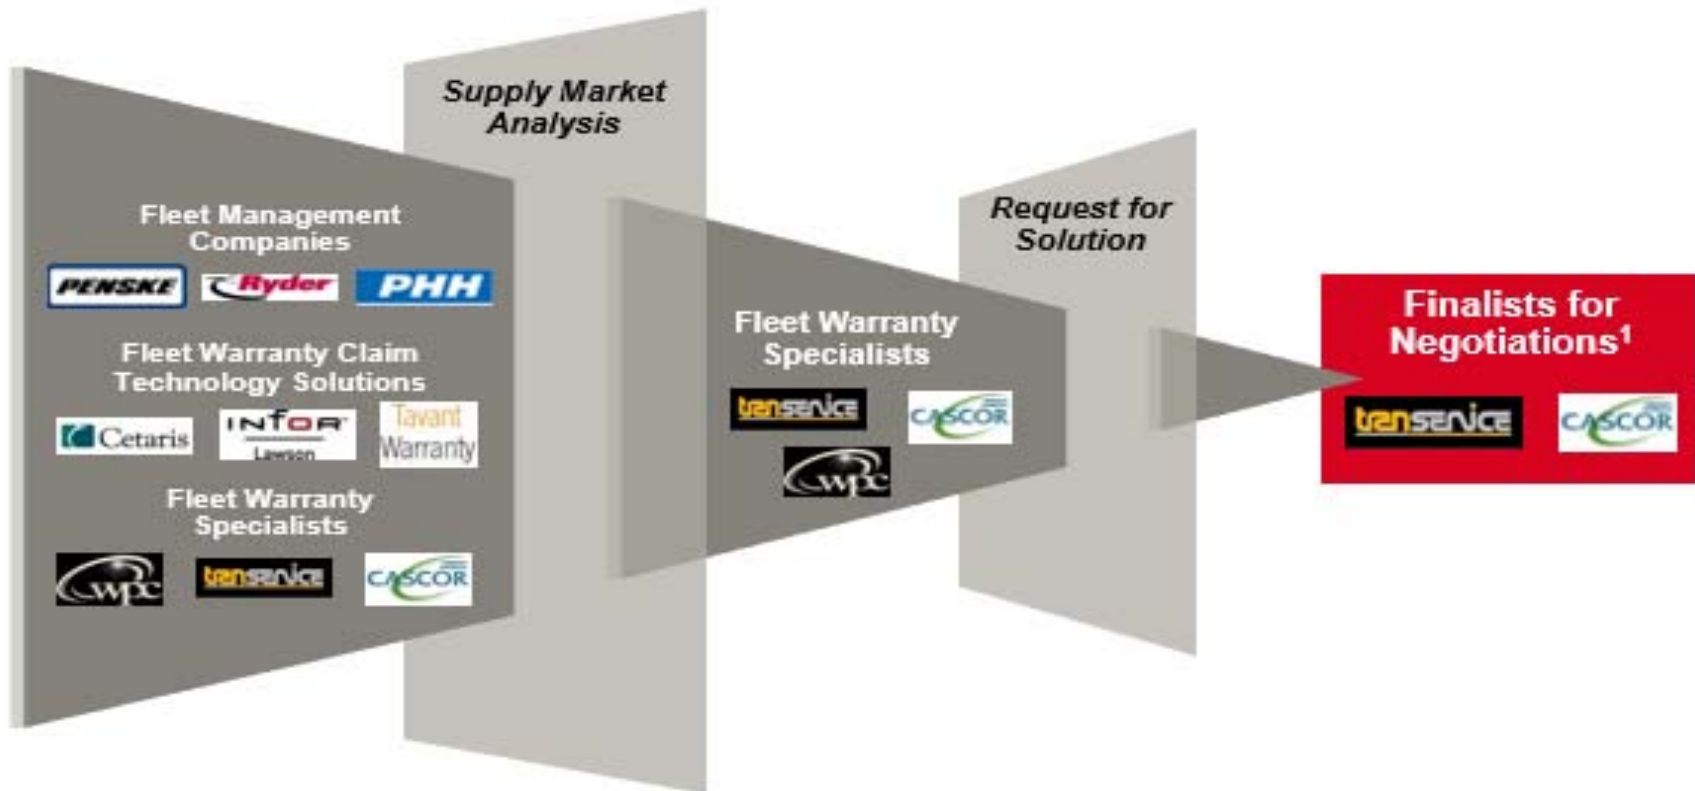 Supply Market
Analysis
Fleet Management
Companies
PENSKE Ryder PHH
Fleet Warranty Claim
Technology Solutions
Cetaris INFOR Tavant
Lawson Warranty
Fleet Warranty
Specialists
wpc transervice CASCOR
Fleet Warranty
Specialists
transervice CASCOR
wpc
Request for
Solution
Finalists for
Negotiations¹
transervice CASCOR